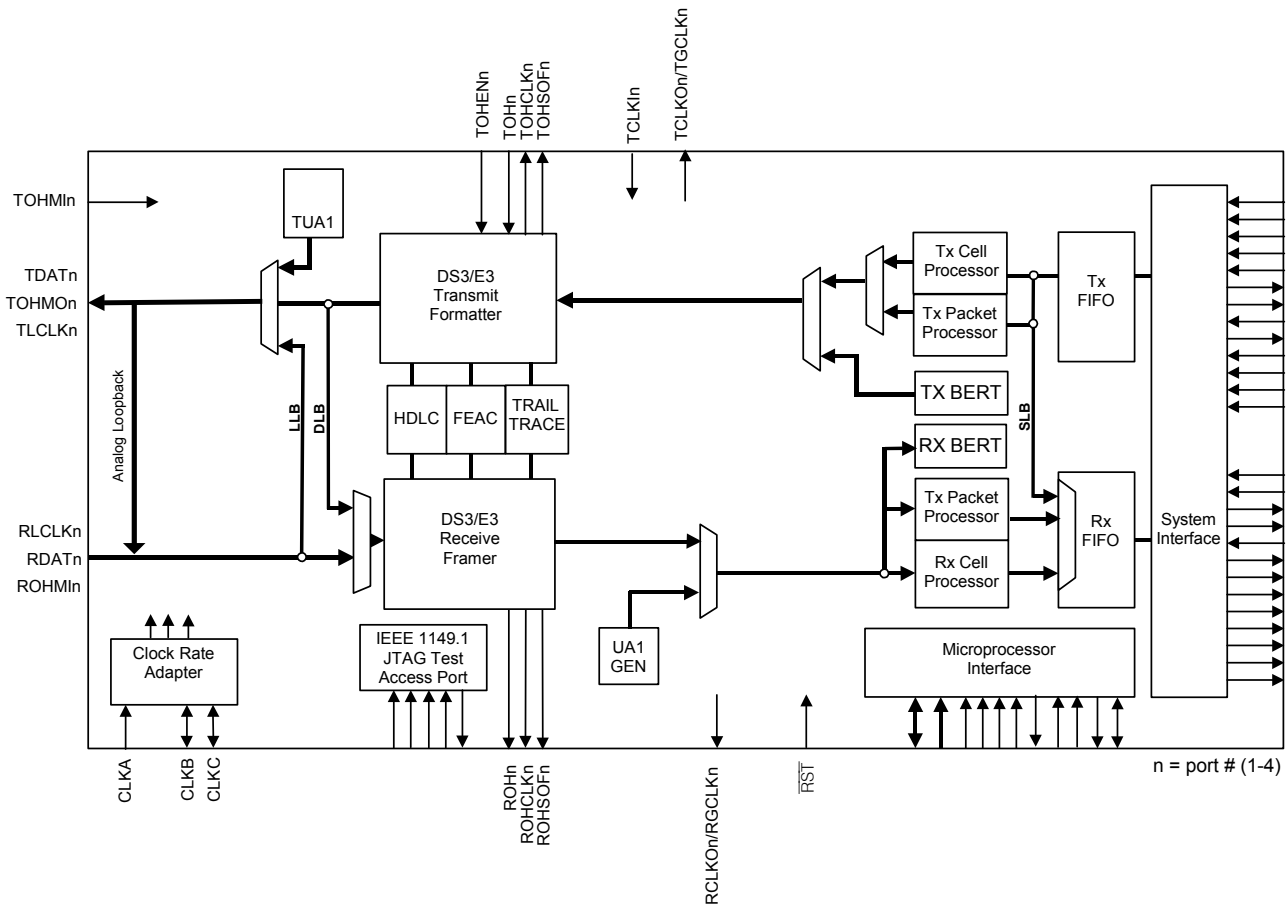 TOHENn
TOHn
TOHCLKn
TOHSOFn
TCLKIn
TCLKOn/TGCLKn
TOHMIn
TUA1
TDATn
TOHMOn
TLCLKn
DS3/E3
Transmit
Formatter
Tx Cell
Processor
Tx Packet
Processor
Tx
FIFO
TX BERT
Analog Loopback
LLB
DLB
HDLC
FEAC
TRAIL
TRACE
SLB
RX BERT
RLCLKn
RDATn
ROHMIn
DS3/E3
Receive
Framer
Tx Packet
Processor
Rx Cell
Processor
Rx
FIFO
System
Interface
Clock Rate
Adapter
IEEE 1149.1
JTAG Test
Access Port
UA1
GEN
Microprocessor
Interface
CLKA
CLKB
CLKC
ROHn
ROHCLKn
ROHSOFn
RCLKOn/RGCLKn
RST
n = port # (1-4)